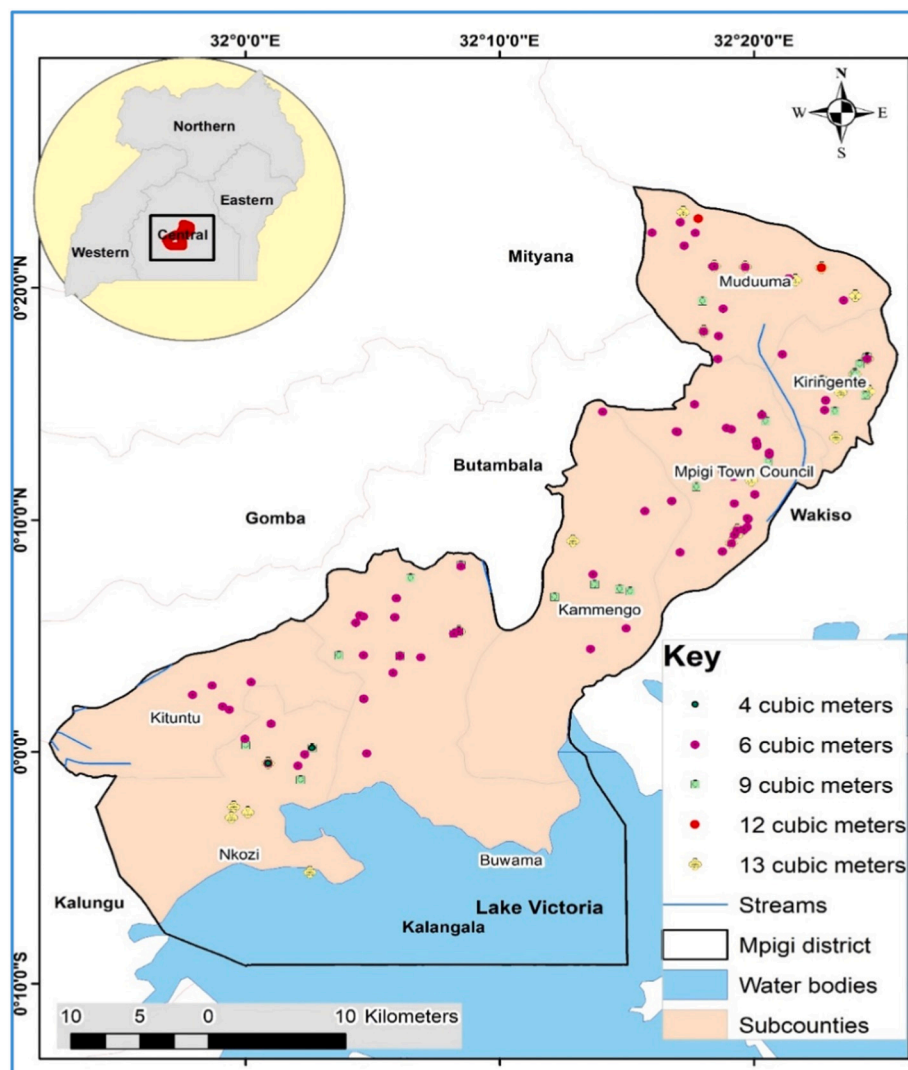 32°0'0"E
32°10'0"E
32°20'0"E
N
W
E
S
Northern
Eastern
Central
Western
Mityana
0°20'0"N
Muduuma
Kiringente
Butambala
Mpigi Town Council
Gomba
Wakiso
0°10'0"N
Kammengo
Key
Kituntu
4 cubic meters
6 cubic meters
0°0'0"
9 cubic meters
12 cubic meters
Nkozi
Buwama
13 cubic meters
Kalungu
Lake Victoria
Streams
Kalangala
Mpigi district
0°10'0"S
Water bodies
10 5 0 10 Kilometers
Subcounties